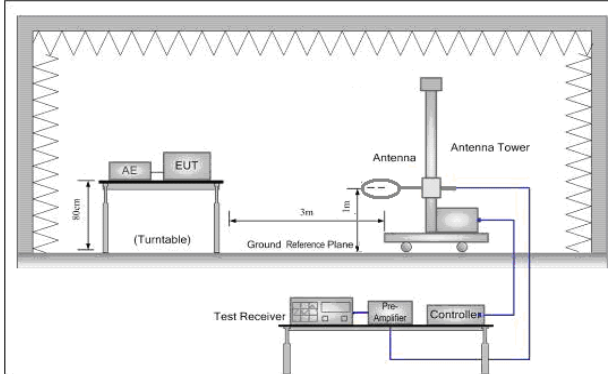 Antenna Tower
Antenna
EUT
AE
80cm
3m
1m
(Turntable)
Ground Reference Plane
Test Receiver
Pre-
Amplifier
Controller